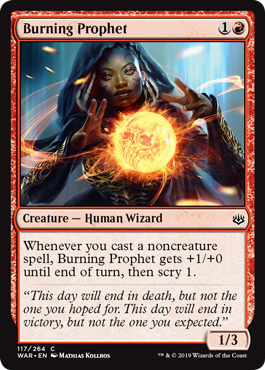 Burning Prophet
1
Creature — Human Wizard
Whenever you cast a noncreature
spell, Burning Prophet gets +1/+0
until end of turn, then scry 1.
“This day will end in death, but not the
one you hoped for. This day will end in
victory, but not the one you expected.”
1/3
117/264 C
WAR • EN Mathias Kollros
™ & © 2019 Wizards of the Coast